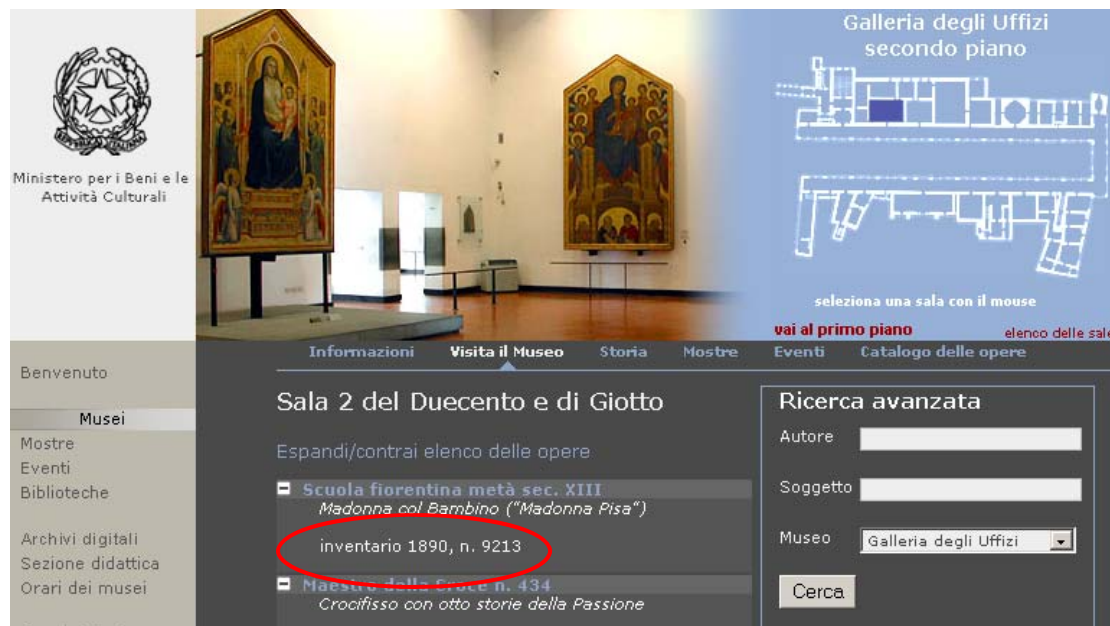 Galleria degli Uffizi
secondo piano
Ministero per i Beni e le
Attività Culturali
seleziona una sala con il mouse
vai al primo piano
elenco delle sale
Informazioni
Visita il Museo
Storia
Mostre
Eventi
Catalogo delle opere
Benvenuto
Musei
Mostre
Eventi
Biblioteche
Archivi digitali
Sezione didattica
Orari dei musei
Sala 2 del Duecento e di Giotto
Espandi/contrai elenco delle opere
Scuola fiorentina metà sec. XIII
Madonna col Bambino ("Madonna Pisa")
inventario 1890, n. 9213
Maestro della Croce n. 434
Crocifisso con otto storie della Passione
Ricerca avanzata
Autore
Soggetto
Museo
Galleria degli Uffizi
Cerca